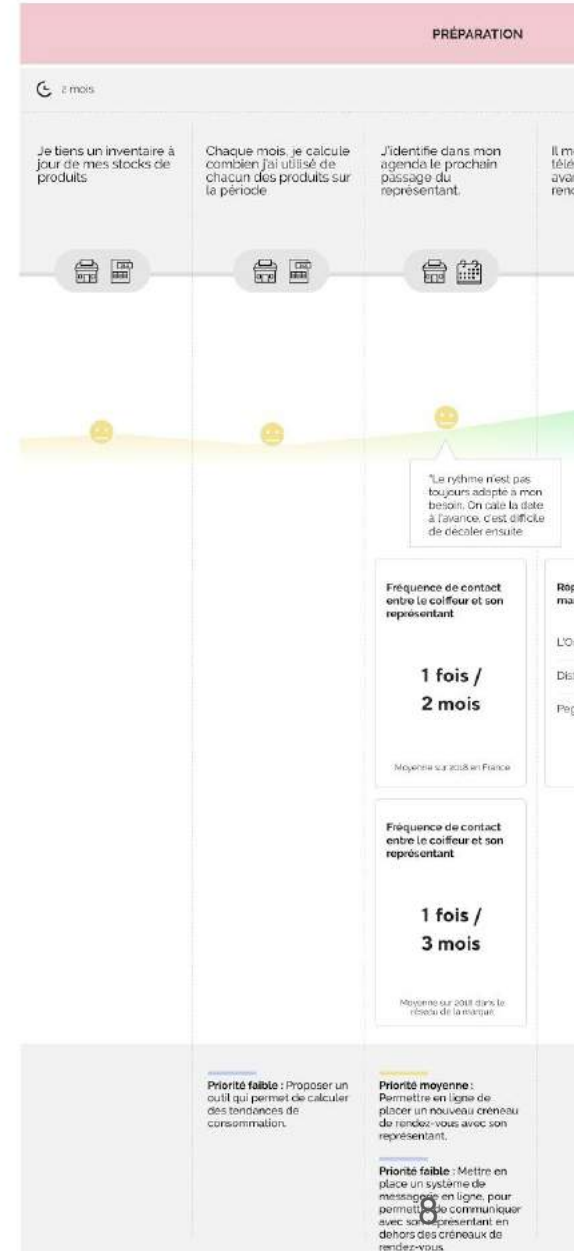 PRÉPARATION
2 mois
Je tiens un inventaire à
jour de mes stocks de
produits
Chaque mois, je calcule
combien j'ai utilisé de
chacun des produits sur
la période
J'identifie dans mon
agenda le prochain
passage du
représentant.
"Le rythme n'est pas
toujours adapté à mon
besoin. On cale la date
à l'avance, c'est difficile
de décaler ensuite
Fréquence de contact
entre le coiffeur et son
représentant
1 fois /
2 mois
Moyenne sur 2018 en France
Fréquence de contact
entre le coiffeur et son
représentant
1 fois /
3 mois
Moyenne sur 2018 dans le
réseau de la marque
Priorité faible : Proposer un
outil qui permet de calculer
des tendances de
consommation.
Priorité moyenne :
Permettre en ligne de
placer un nouveau créneau
de rendez-vous avec son
représentant.
Priorité faible : Mettre en
place un système de
messagerie en ligne, pour
permettre de communiquer
avec son représentant en
dehors des créneaux de
rendez-vous.
8